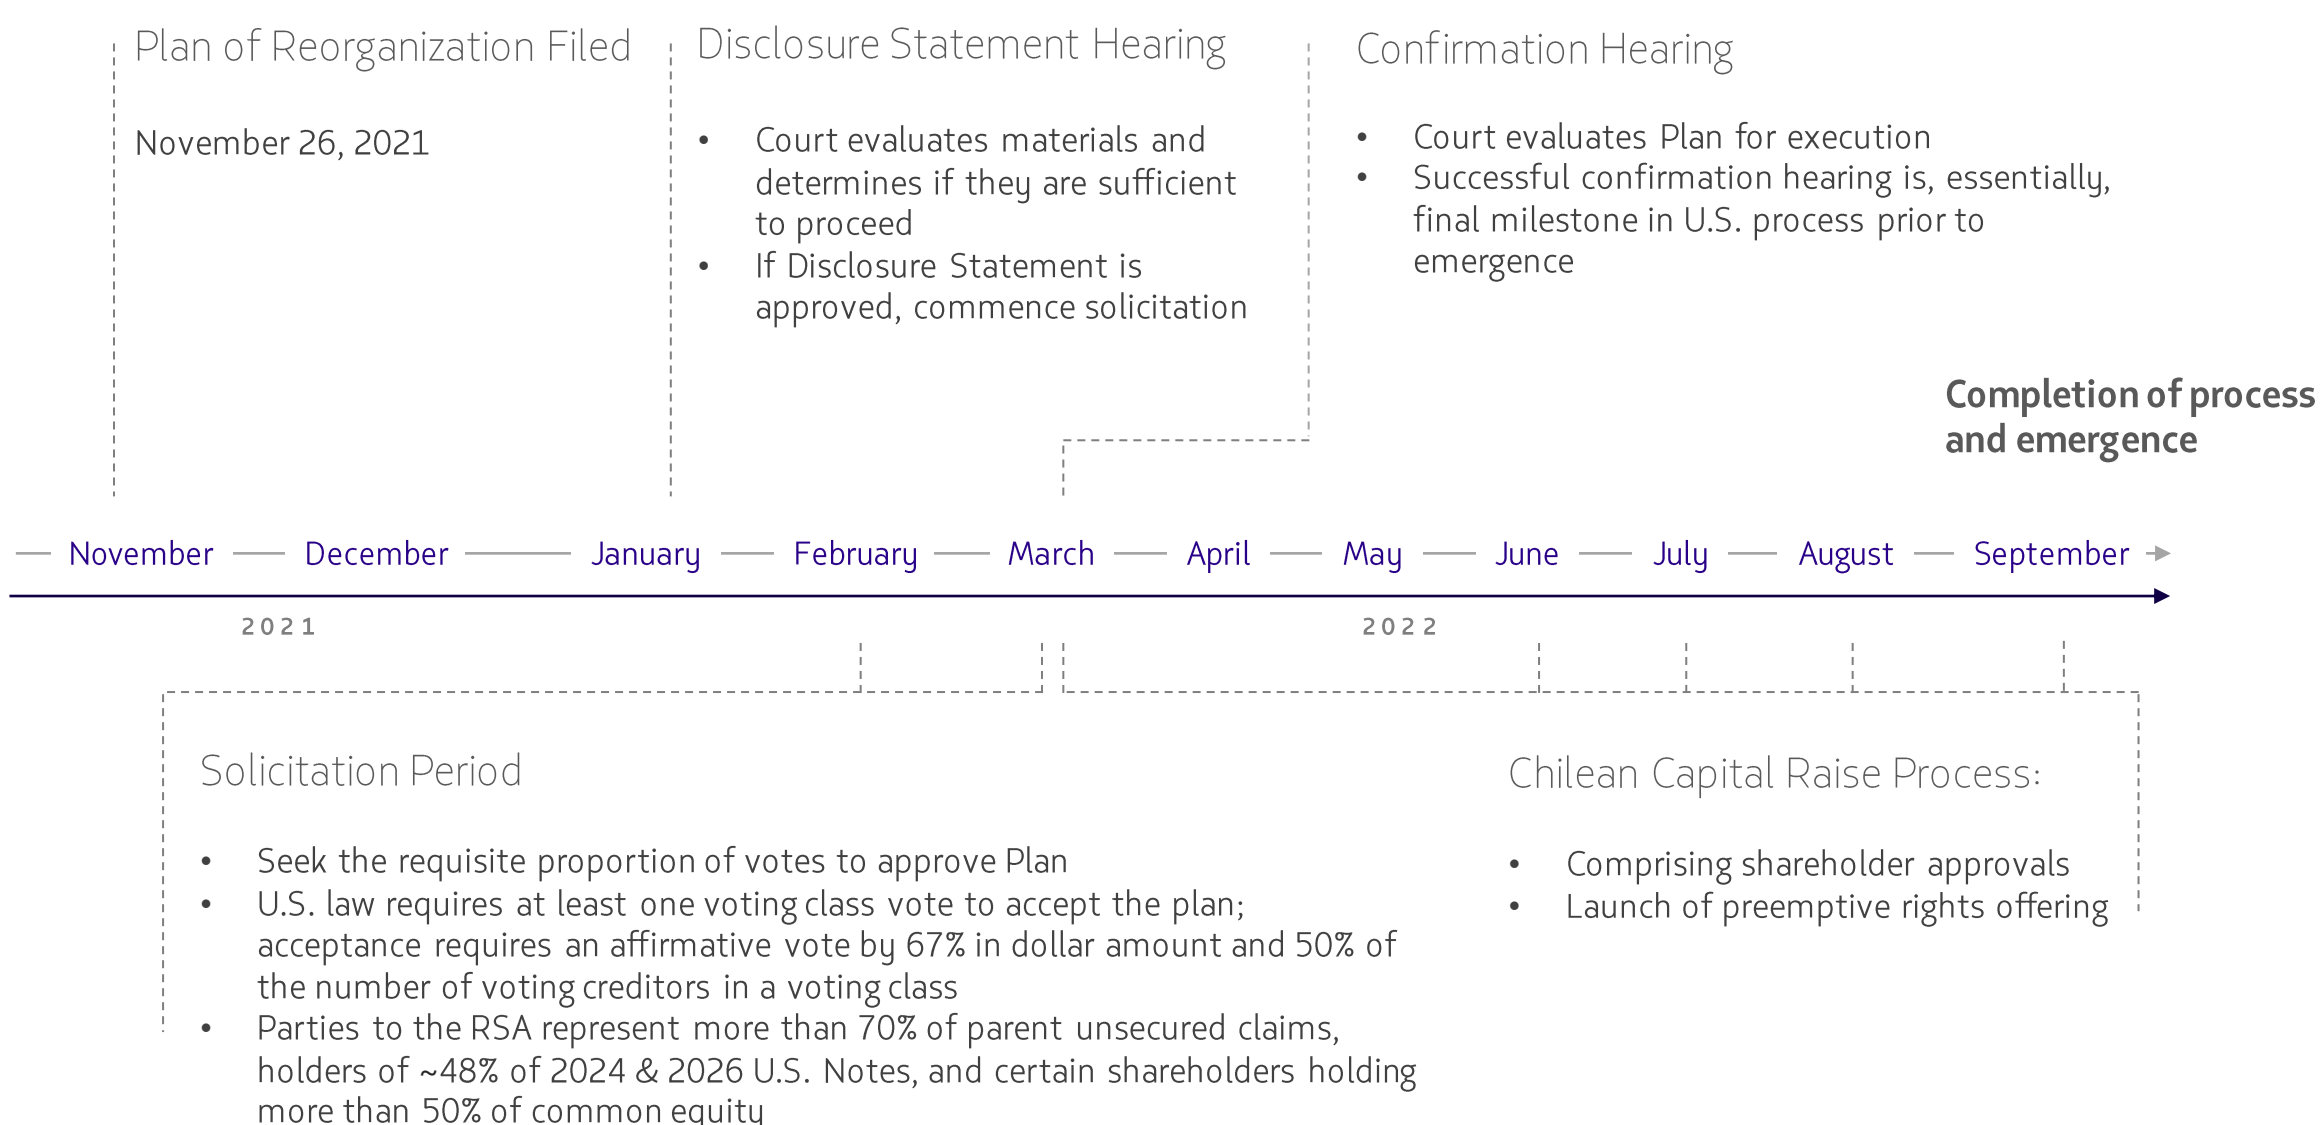 Plan of Reorganization Filed
November 26, 2021
Disclosure Statement Hearing
• Court evaluates materials and
determines if they are sufficient
to proceed
• If Disclosure Statement is
approved, commence solicitation
Confirmation Hearing
• Court evaluates Plan for execution
• Successful confirmation hearing is, essentially,
final milestone in U.S. process prior to
emergence
Completion of process
and emergence
November December January February March April May June July August September
2021 2022
Solicitation Period
• Seek the requisite proportion of votes to approve Plan
• U.S. law requires at least one voting class vote to accept the plan;
acceptance requires an affirmative vote by 67% in dollar amount and 50% of
the number of voting creditors in a voting class
• Parties to the RSA represent more than 70% of parent unsecured claims,
holders of ~48% of 2024 & 2026 U.S. Notes, and certain shareholders holding
more than 50% of common equity
Chilean Capital Raise Process:
• Comprising shareholder approvals
• Launch of preemptive rights offering